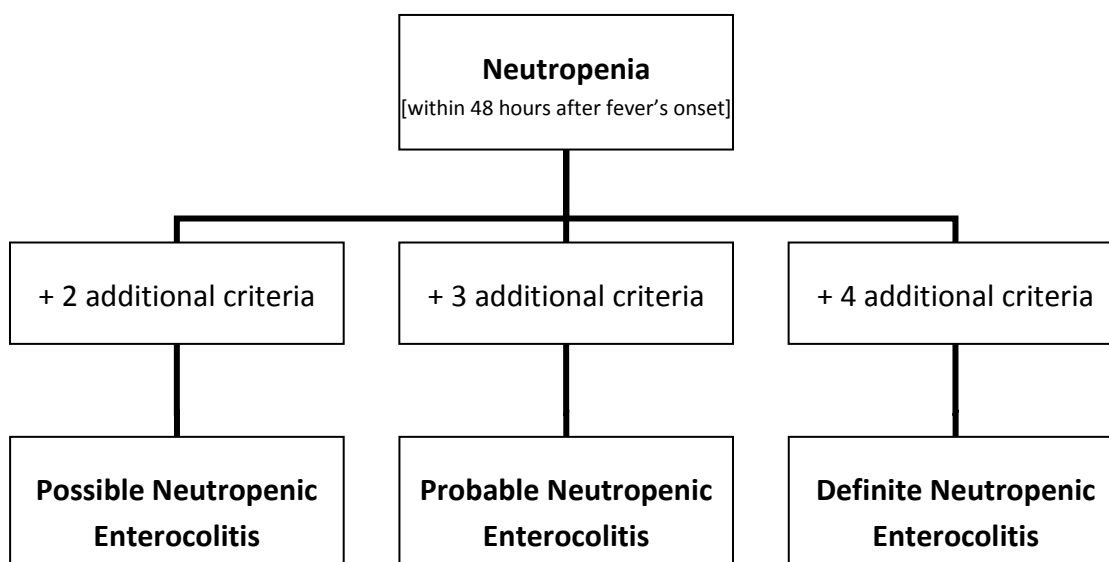 Neutropenia
[within 48 hours after fever's onset]
+ 2 additional criteria
+ 3 additional criteria
+ 4 additional criteria
Possible Neutropenic
Enterocolitis
Probable Neutropenic
Enterocolitis
Definite Neutropenic
Enterocolitis